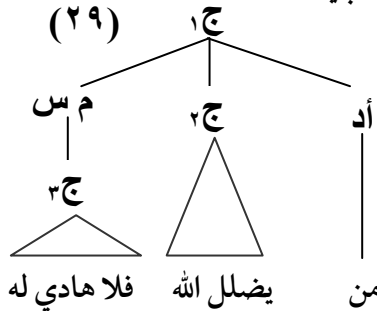 (٢٩) ج١
أد ج٢ م س
ج٣
من يضلل الله فلا هادي له